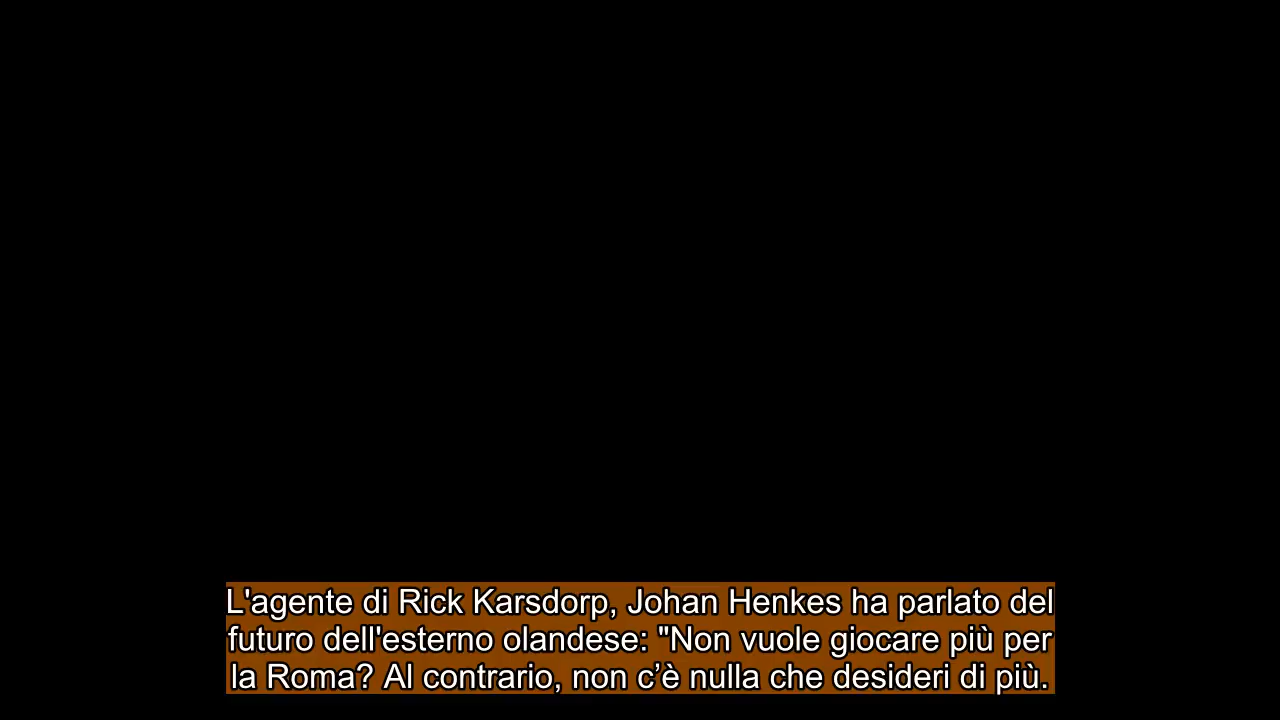 L'agente di Rick Karsdorp, Johan Henkes ha parlato del
futuro dell'esterno olandese: "Non vuole giocare più per
la Roma? Al contrario, non c’è nulla che desideri di più.